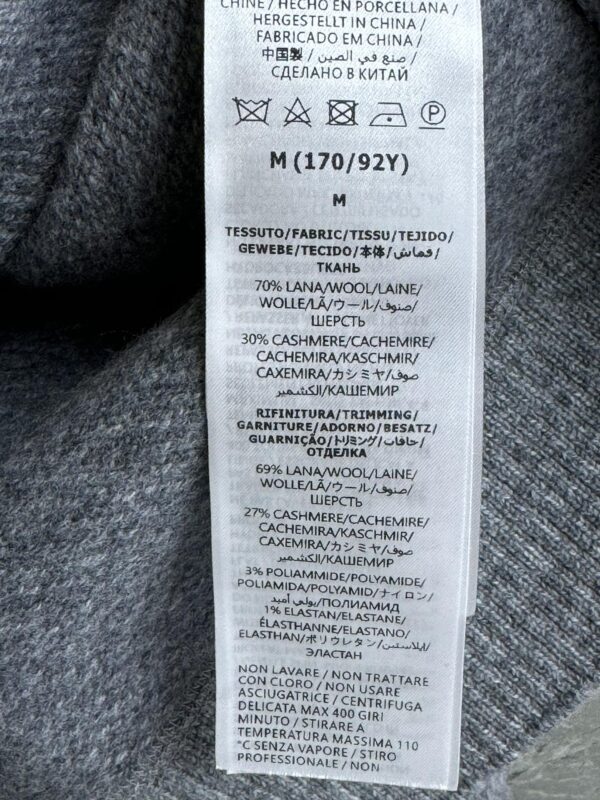 CHINE / HECHO EN PORCELLANA /
HERGESTELLT IN CHINA /
FABRICADO EM CHINA /
中国製 / صنع في الصين /
СДЕЛАНО В КИТАЙ
P
M (170/92Y)
M
TESSUTO/FABRIC/TISSU/TEJIDO/
GEWEBE/TECIDO/本体/قماش/
ТКАНЬ
70% LANA/WOOL/LAINE/
WOLLE/LÃ/ウール/صنوف/
ШЕРСТЬ
30% CASHMERE/CACHEMIRE/
CACHEMIRA/KASCHMIR/
CAXEMIRA/カシミヤ/صوف
الكشمير/КАШЕМИР
RIFINITURA/TRIMMING/
GARNITURE/ADORNO/BESATZ/
GUARNIÇÃO/トリミング/حافات/
ОТДЕЛКА
69% LANA/WOOL/LAINE/
WOLLE/LÃ/ウール/صنوف/
ШЕРСТЬ
27% CASHMERE/CACHEMIRE/
CACHEMIRA/KASCHMIR/
CAXEMIRA/カシミヤ/صوف
الكشمير/КАШЕМИР
3% POLIAMMIDE/POLYAMIDE/
POLIAMIDA/POLYAMID/ナイロン/
بولي أميد/ПОЛИАМИД
1% ELASTAN/ELASTANE/
ÉLASTHANNE/ELASTANO/
ELASTHAN/ポリウレタン/إيلاستين/
ЭЛАСТАН
NON LAVARE / NON TRATTARE
CON CLORO / NON USARE
ASCIUGATRICE / CENTRIFUGA
DELICATA MAX 400 GIRI
MINUTO / STIRARE A
TEMPERATURA MASSIMA 110
°C SENZA VAPORE / STIRO
PROFESSIONALE / NON